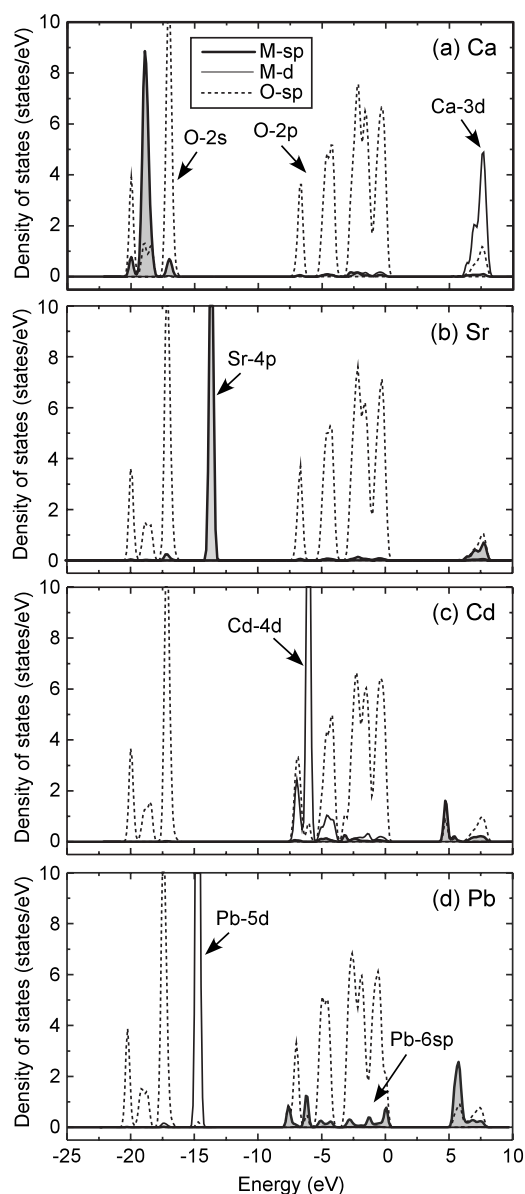 Density of states (states/eV)
10
8
6
4
2
0
M-sp
M-d
O-sp
(a) Ca
O-2s
O-2p
Ca-3d
Density of states (states/eV)
10
8
6
4
2
0
(b) Sr
Sr-4p
Density of states (states/eV)
10
8
6
4
2
0
(c) Cd
Cd-4d
Density of states (states/eV)
10
8
6
4
2
0
(d) Pb
Pb-5d
Pb-6sp
-25 -20 -15 -10 -5 0 5 10
Energy (eV)